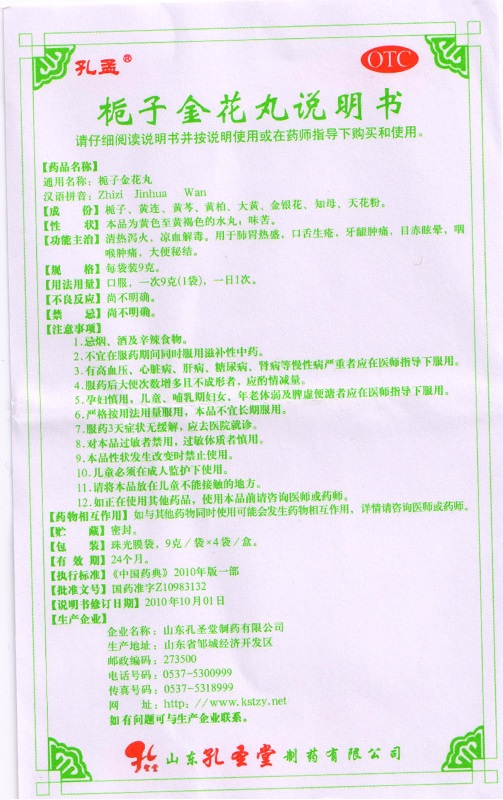 孔孟®
OTC
栀子金花丸说明书
请仔细阅读说明书并按说明使用或在药师指导下购买和使用。
【药品名称】
通用名称：栀子金花丸
汉语拼音：Zhizi Jinhua Wan
【成 份】栀子、黄连、黄芩、黄柏、大黄、金银花、知母、天花粉。
【性 状】本品为黄色至黄褐色的水丸；味苦。
【功能主治】清热泻火，凉血解毒。用于肺胃热盛，口舌生疮，牙龈肿痛，目赤眩晕，咽
喉肿痛，大便秘结。
【规 格】每袋装9克。
【用法用量】口服，一次9克(1袋)，一日1次。
【不良反应】尚不明确。
【禁 忌】尚不明确。
【注意事项】
1.忌烟、酒及辛辣食物。
2.不宜在服药期间同时服用滋补性中药。
3.有高血压、心脏病、肝病、糖尿病、肾病等慢性病严重者应在医师指导下服用。
4.服药后大便次数增多且不成形者，应酌情减量。
5.孕妇慎用，儿童、哺乳期妇女、年老体弱及脾虚便溏者应在医师指导下服用。
6.严格按用法用量服用，本品不宜长期服用。
7.服药3天症状无缓解，应去医院就诊。
8.对本品过敏者禁用，过敏体质者慎用。
9.本品性状发生改变时禁止使用。
10.儿童必须在成人监护下使用。
11.请将本品放在儿童不能接触的地方。
12.如正在使用其他药品，使用本品前请咨询医师或药师。
【药物相互作用】如与其他药物同时使用可能会发生药物相互作用，详情请咨询医师或药师。
【贮 藏】密封。
【包 装】珠光膜袋，9克／袋×4袋／盒。
【有 效 期】24个月。
【执行标准】《中国药典》2010年版一部
【批准文号】国药准字Z10983132
【说明书修订日期】2010年10月01日
【生产企业】
企业名称：山东孔圣堂制药有限公司
生产地址：山东省邹城经济开发区
邮政编码：273500
电话号码：0537-5300999
传真号码：0537-5318999
网 址：http：//www.kstzy.net
如有问题可与生产企业联系。
山东孔圣堂制药有限公司